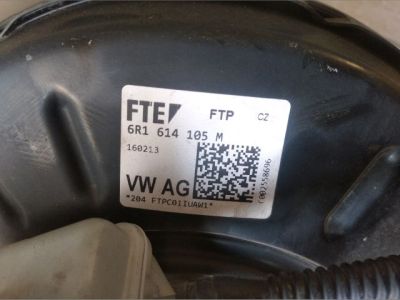 FTE FTP CZ
6R1 614 105 M
160213
VW AG
*204 FTPC01IUAW1*